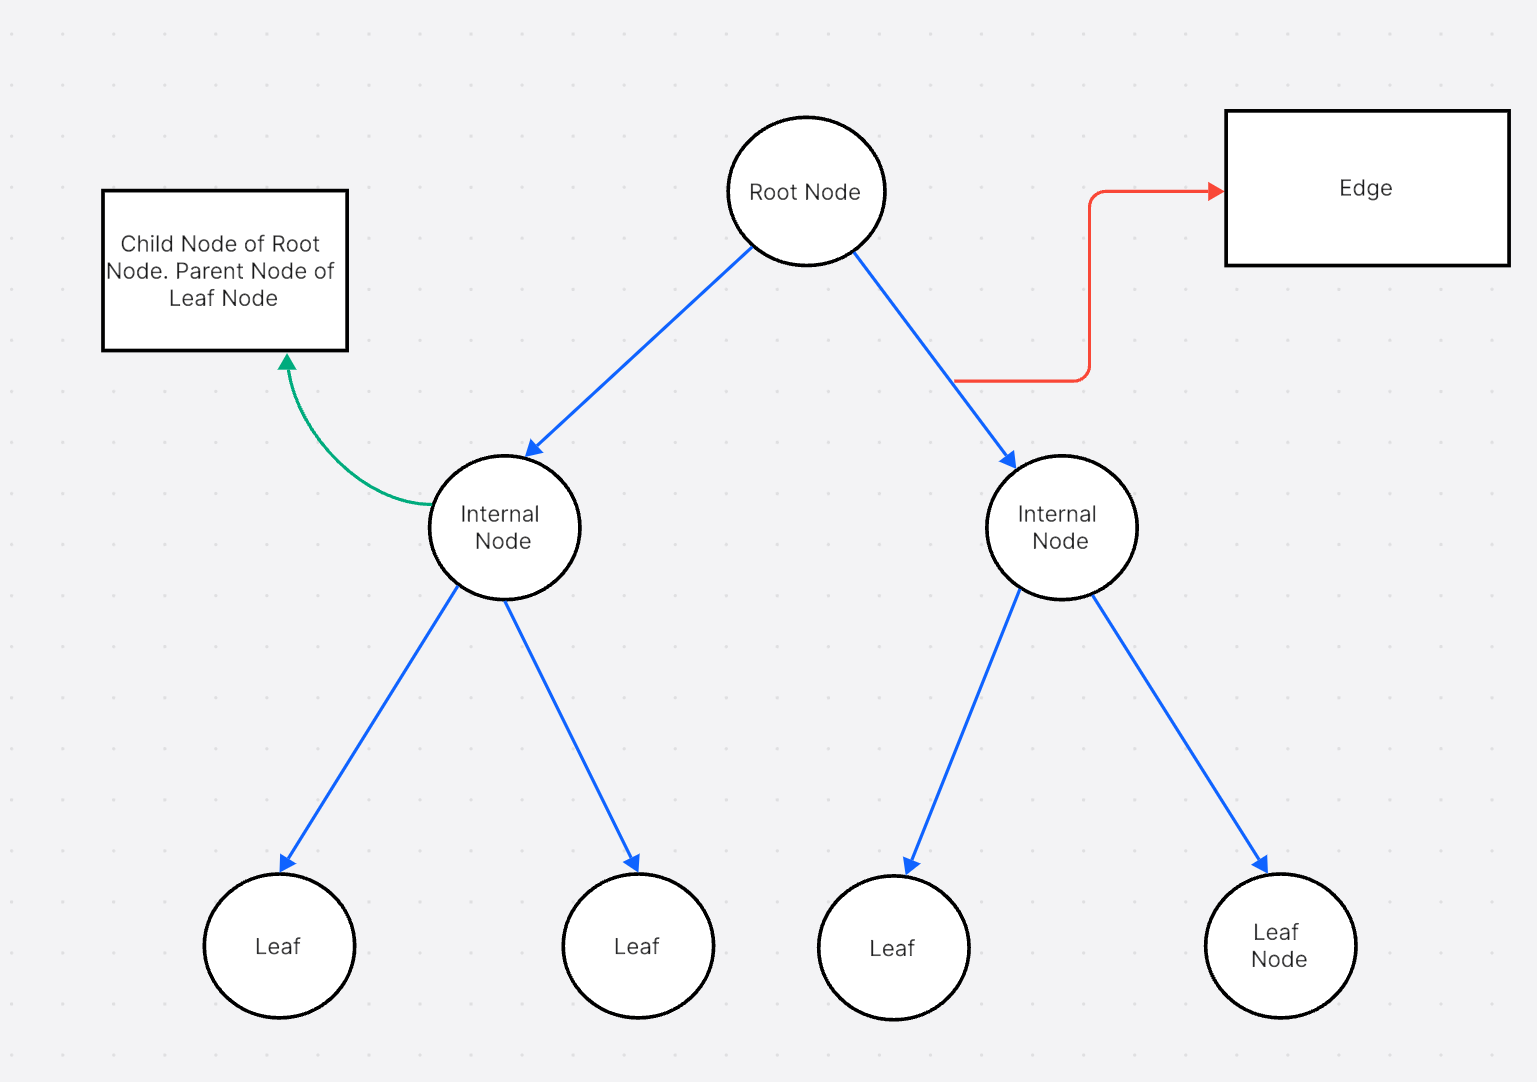 Root Node
Edge
Child Node of Root
Node. Parent Node of
Leaf Node
Internal
Node
Internal
Node
Leaf
Leaf
Leaf
Leaf
Node